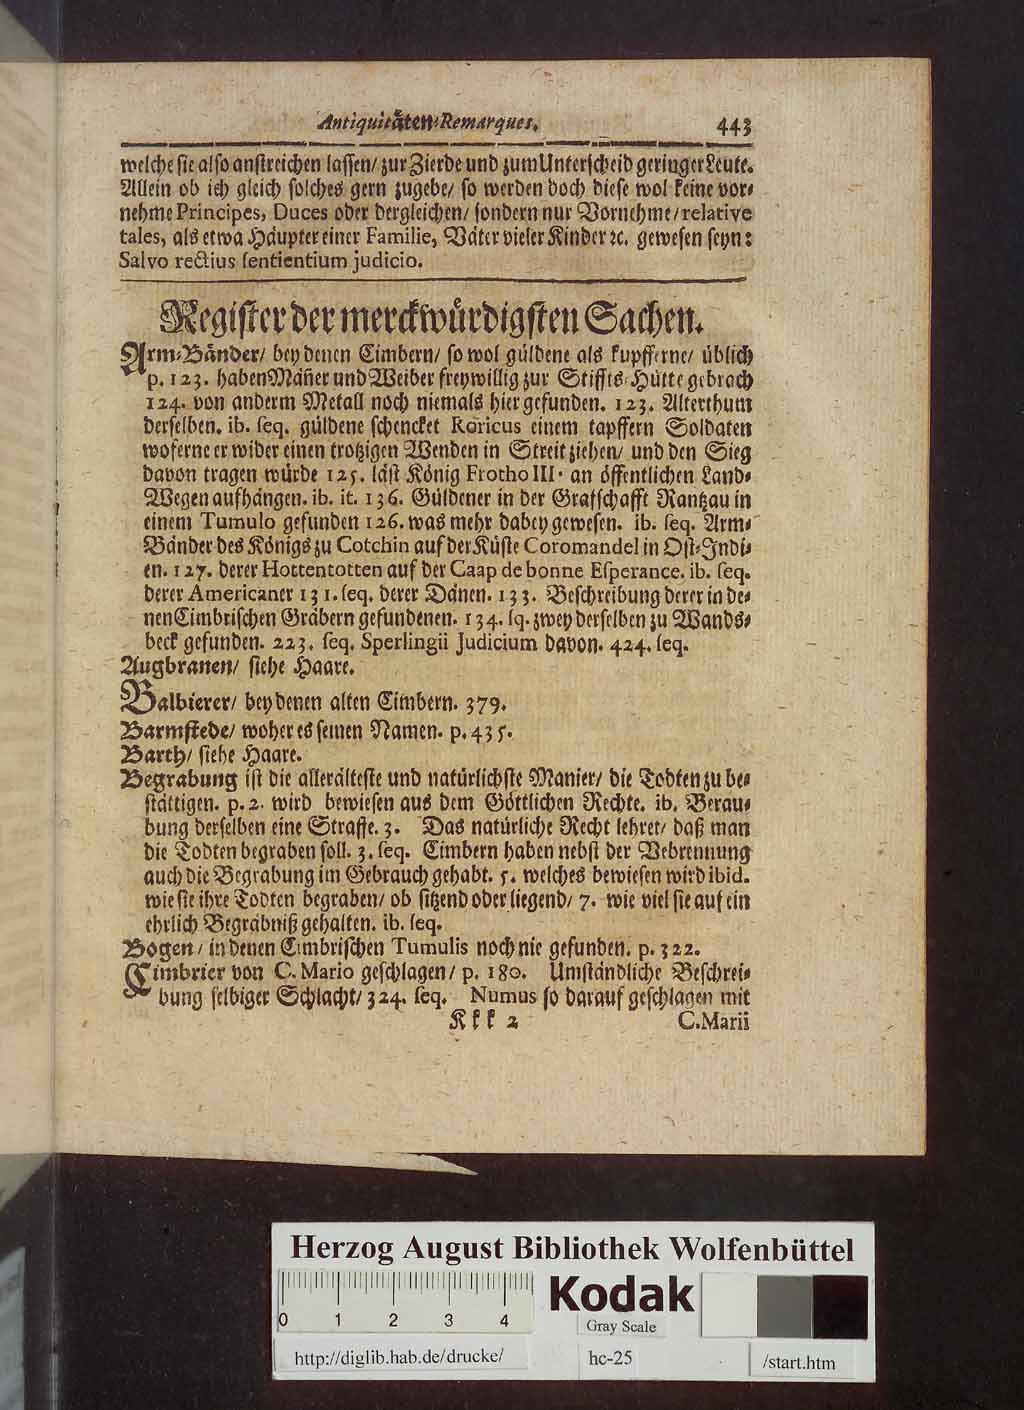 Antiquitäten-Remarques. 443
welche sie also anstreichen lassen/ zur Zierde und zum Unterscheid geringer Leute.
Allein ob ich gleich solches gern zugebe/ so werden doch diese wol keine vor-
nehme Principes, Duces oder dergleichen/ sondern nur Vornehme/ relative
tales, als etwa Häupter einer Familie, Väter vieler Kinder ꝛc. gewesen seyn:
Salvo rectius sentientium judicio.
Register der merckwürdigsten Sachen.
Arm-Bänder/ bey denen Cimbern/ so wol güldene als kupfferne/ üblich
p. 123. haben Mäñer und Weiber freywillig zur Stiffts-Hütte gebrach
124. von anderm Metall noch niemals hier gefunden. 123. Alterthum
derselben. ib. seq. güldene schencket Roricus einem tapffern Soldaten
woferne er wider einen trotzigen Wenden in Streit ziehen/ und den Sieg
davon tragen würde 125. läst König Frotho III. an öffentlichen Land-
Wegen aufhängen. ib. it. 136. Güldener in der Grafschafft Rantzau in
einem Tumulo gefunden 126. was mehr dabey gewesen. ib. seq. Arm-
Bänder des Königs zu Cotchin auf der Küste Coromandel in Ost-Indi-
en. 127. derer Hottentotten auf der Caap de bonne Esperance. ib. seq.
derer Americaner 131. seq. derer Dänen. 133. Beschreibung derer in de-
nen Cimbrischen Gräbern gefundenen. 134. sq. zwey derselben zu Wands-
beck gefunden. 223. seq. Sperlingii Judicium davon. 424. seq.
Augbranen/ siehe Haare.
Balbierer/ bey denen alten Cimbern. 379.
Barmstede/ woher es seinen Namen. p. 435.
Barth/ siehe Haare.
Begrabung ist die allerälteste und natürlichste Manier/ die Todten zu be-
stättigen. p. 2. wird bewiesen aus dem Göttlichen Rechte. ib. Berau-
bung derselben eine Straffe. 3. Das natürliche Recht lehret/ daß man
die Todten begraben soll. 3. seq. Cimbern haben nebst der Vebrennung
auch die Begrabung im Gebrauch gehabt. 5. welches bewiesen wird ibid.
wie sie ihre Todten begraben/ ob sitzend oder liegend/ 7. wie viel sie auf ein
ehrlich Begräbniß gehalten. ib. seq.
Bogen/ in denen Cimbrischen Tumulis noch nie gefunden. p. 322.
Cimbrier von C. Mario geschlagen/ p. 180. Umständliche Beschrei-
bung selbiger Schlacht/ 324. seq. Numus so darauf geschlagen mit
Kkk 2 C. Marii
Herzog August Bibliothek Wolfenbüttel
0 1 2 3 4
Kodak
Gray Scale
http://diglib.hab.de/drucke/ hc-25 /start.htm